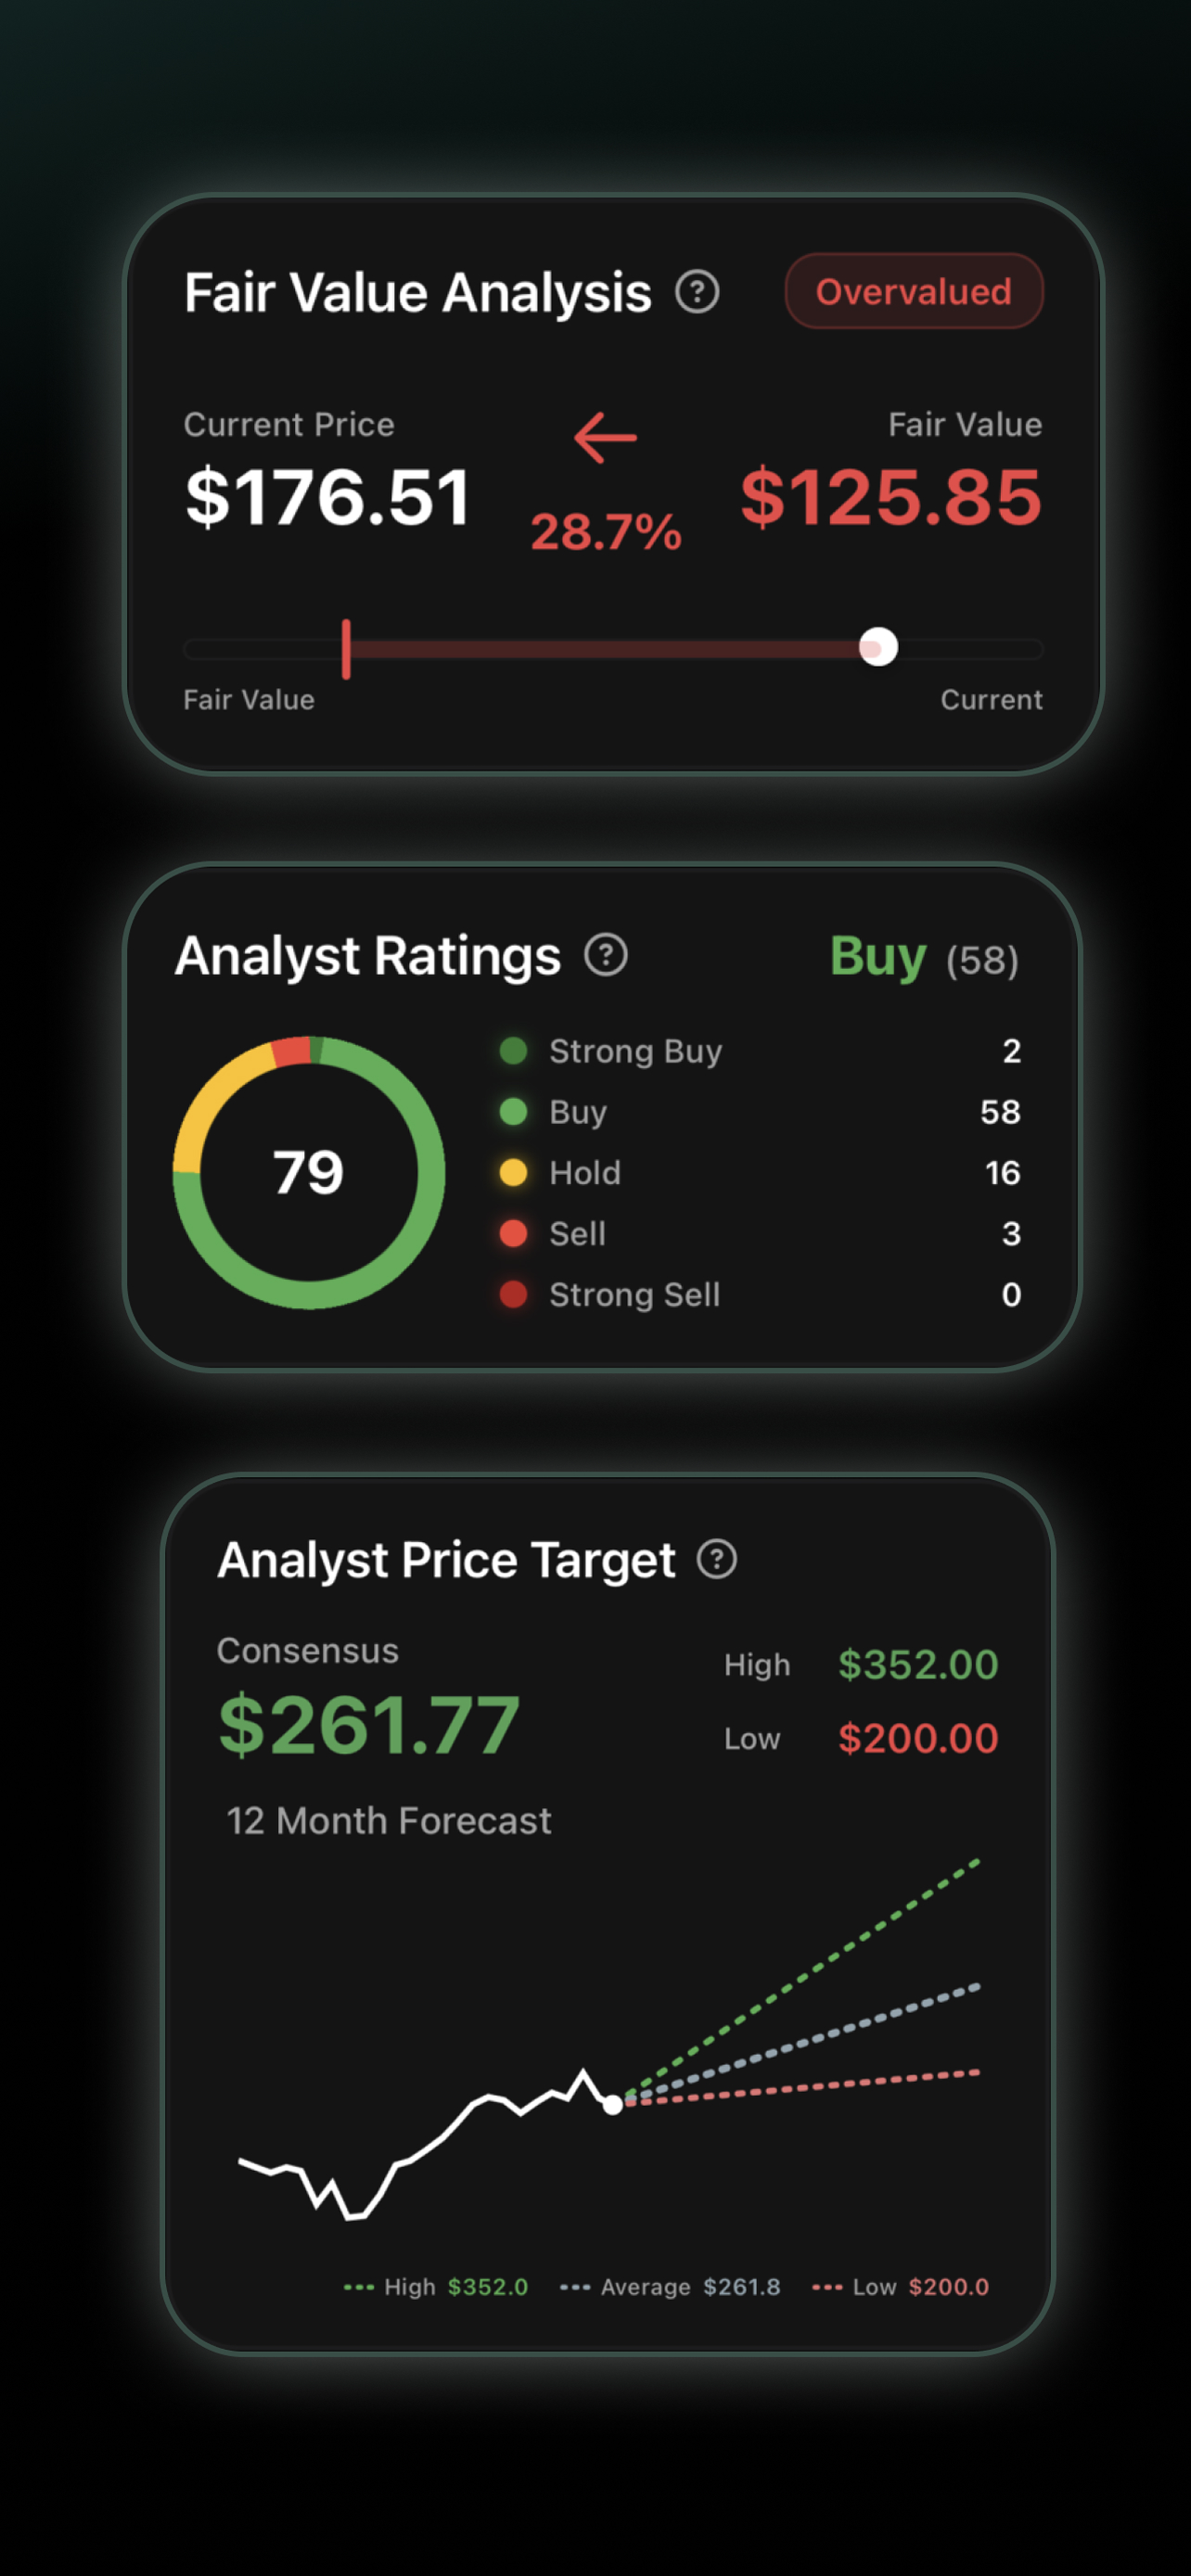 Fair Value Analysis ? Overvalued
Current Price Fair Value
$176.51 28.7% $125.85
Fair Value Current
Analyst Ratings ? Buy (58)
Strong Buy 2
Buy 58
79 Hold 16
Sell 3
Strong Sell 0
Analyst Price Target ?
Consensus
$261.77
High $352.00
Low $200.00
12 Month Forecast
High $352.0 Average $261.8 Low $200.0